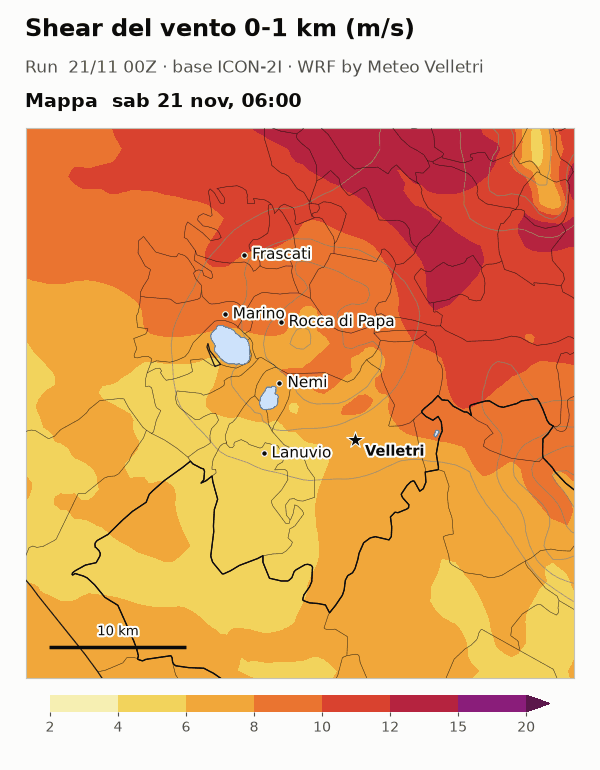 Shear del vento 0-1 km (m/s)
Run  21/11 00Z · base ICON-2I · WRF by Meteo Velletri
Mappa  sab 21 nov, 06:00
Frascati
Marino
Rocca di Papa
Nemi
Velletri
Lanuvio
10 km
2 4 6 8 10 12 15 20